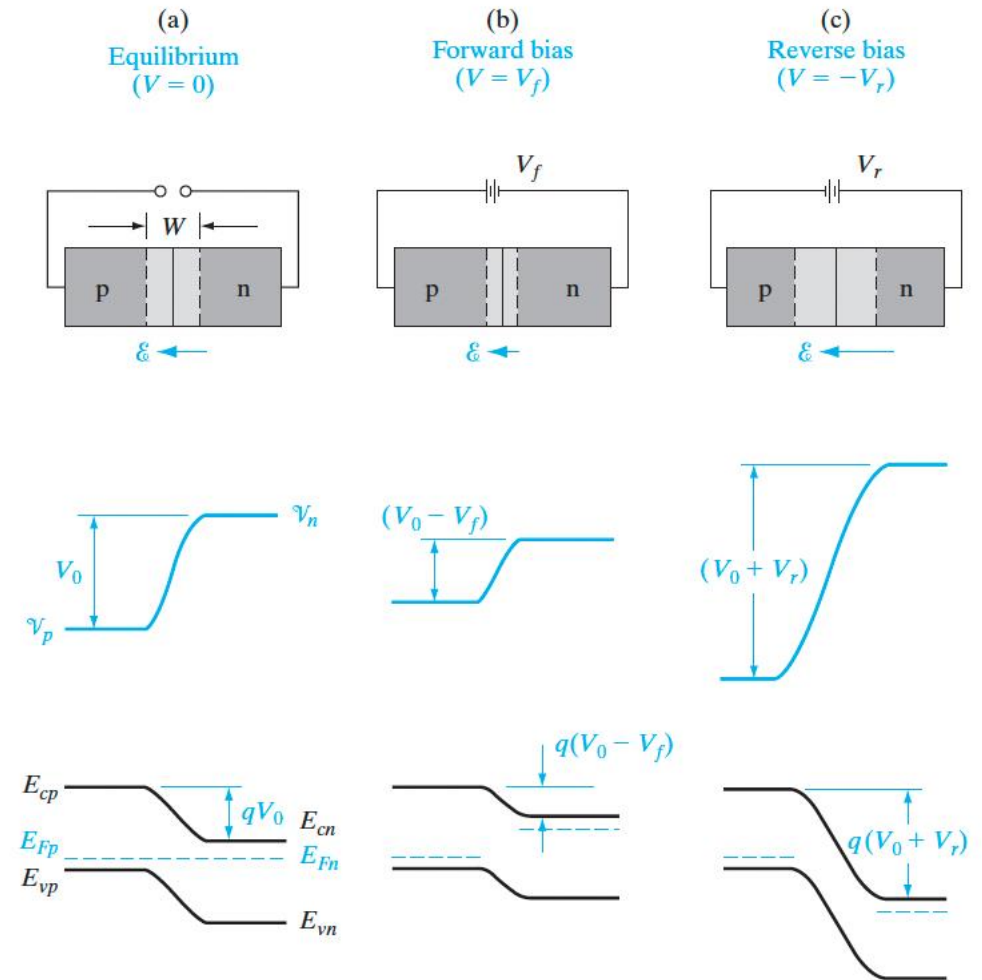 (a)
Equilibrium
(V = 0)
(b)
Forward bias
(V = V_f)
(c)
Reverse bias
(V = −V_r)
W
p
n
ℰ
V_f
p
n
ℰ
V_r
p
n
ℰ
V_0
𝒱_n
𝒱_p
(V_0 − V_f)
(V_0 + V_r)
E_cp
qV_0
E_cn
E_Fp
E_Fn
E_vp
E_vn
q(V_0 − V_f)
q(V_0 + V_r)